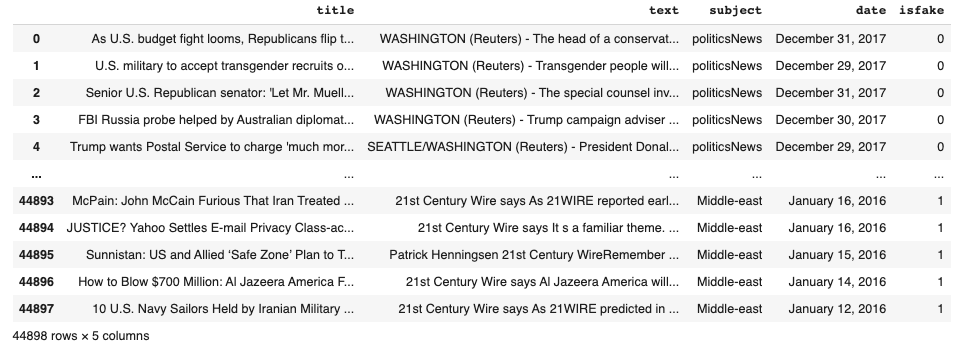 title text subject date isfake
0 As U.S. budget fight looms, Republicans flip t... WASHINGTON (Reuters) - The head of a conservat... politicsNews December 31, 2017 0
1 U.S. military to accept transgender recruits o... WASHINGTON (Reuters) - Transgender people will... politicsNews December 29, 2017 0
2 Senior U.S. Republican senator: 'Let Mr. Muell... WASHINGTON (Reuters) - The special counsel inv... politicsNews December 31, 2017 0
3 FBI Russia probe helped by Australian diplomat... WASHINGTON (Reuters) - Trump campaign adviser ... politicsNews December 30, 2017 0
4 Trump wants Postal Service to charge 'much mor... SEATTLE/WASHINGTON (Reuters) - President Donal... politicsNews December 29, 2017 0
... ... ... ... ... ...
44893 McPain: John McCain Furious That Iran Treated ... 21st Century Wire says As 21WIRE reported earl... Middle-east January 16, 2016 1
44894 JUSTICE? Yahoo Settles E-mail Privacy Class-ac... 21st Century Wire says It s a familiar theme. ... Middle-east January 16, 2016 1
44895 Sunnistan: US and Allied ‘Safe Zone’ Plan to T... Patrick Henningsen 21st Century WireRemember ... Middle-east January 15, 2016 1
44896 How to Blow $700 Million: Al Jazeera America F... 21st Century Wire says Al Jazeera America will... Middle-east January 14, 2016 1
44897 10 U.S. Navy Sailors Held by Iranian Military ... 21st Century Wire says As 21WIRE predicted in ... Middle-east January 12, 2016 1
44898 rows × 5 columns